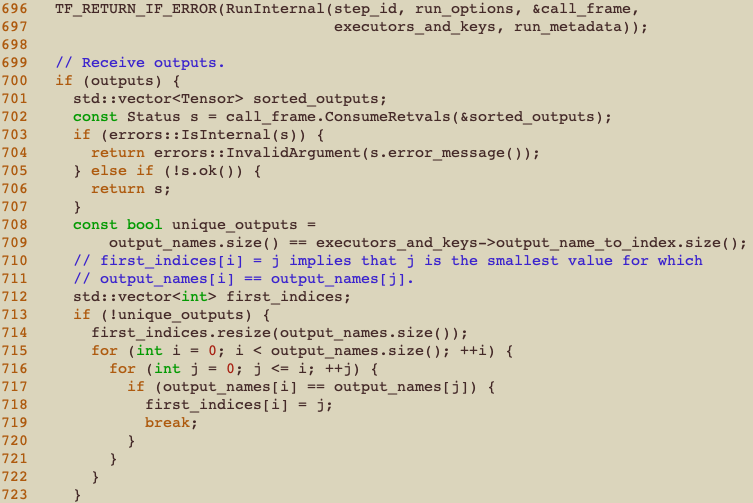 696   TF_RETURN_IF_ERROR(RunInternal(step_id, run_options, &call_frame,
697                                  executors_and_keys, run_metadata));
698
699   // Receive outputs.
700   if (outputs) {
701     std::vector<Tensor> sorted_outputs;
702     const Status s = call_frame.ConsumeRetvals(&sorted_outputs);
703     if (errors::IsInternal(s)) {
704       return errors::InvalidArgument(s.error_message());
705     } else if (!s.ok()) {
706       return s;
707     }
708     const bool unique_outputs =
709         output_names.size() == executors_and_keys->output_name_to_index.size();
710     // first_indices[i] = j implies that j is the smallest value for which
711     // output_names[i] == output_names[j].
712     std::vector<int> first_indices;
713     if (!unique_outputs) {
714       first_indices.resize(output_names.size());
715       for (int i = 0; i < output_names.size(); ++i) {
716         for (int j = 0; j <= i; ++j) {
717           if (output_names[i] == output_names[j]) {
718             first_indices[i] = j;
719             break;
720           }
721         }
722       }
723     }